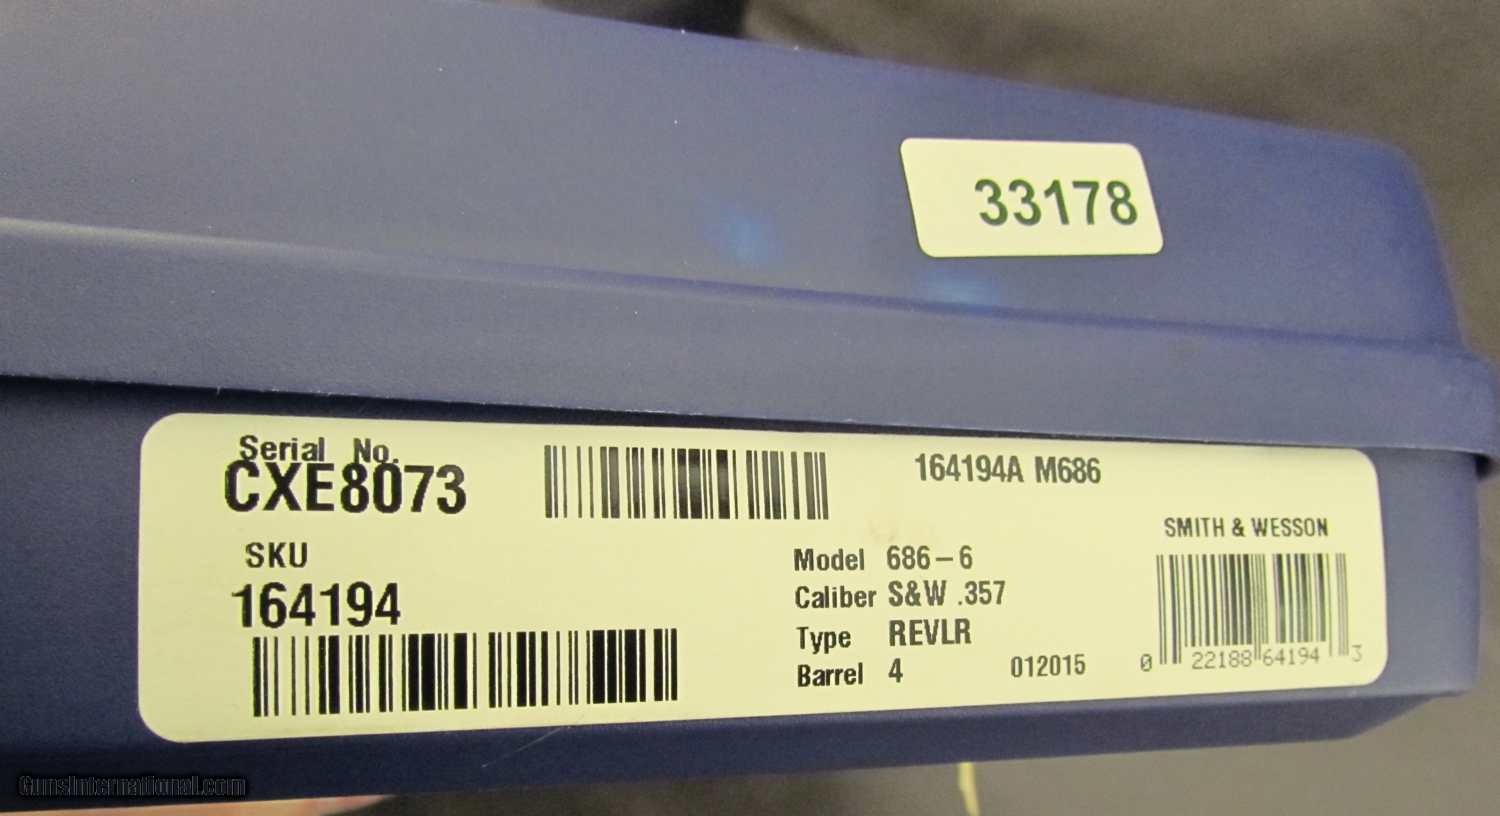 33178
Serial No.
CXE8073
164194A M686
SMITH & WESSON
SKU
164194
Model 686-6
Caliber S&W .357
Type REVLR
Barrel 4
012015
0 22188 64194 3
GunsInternational.com